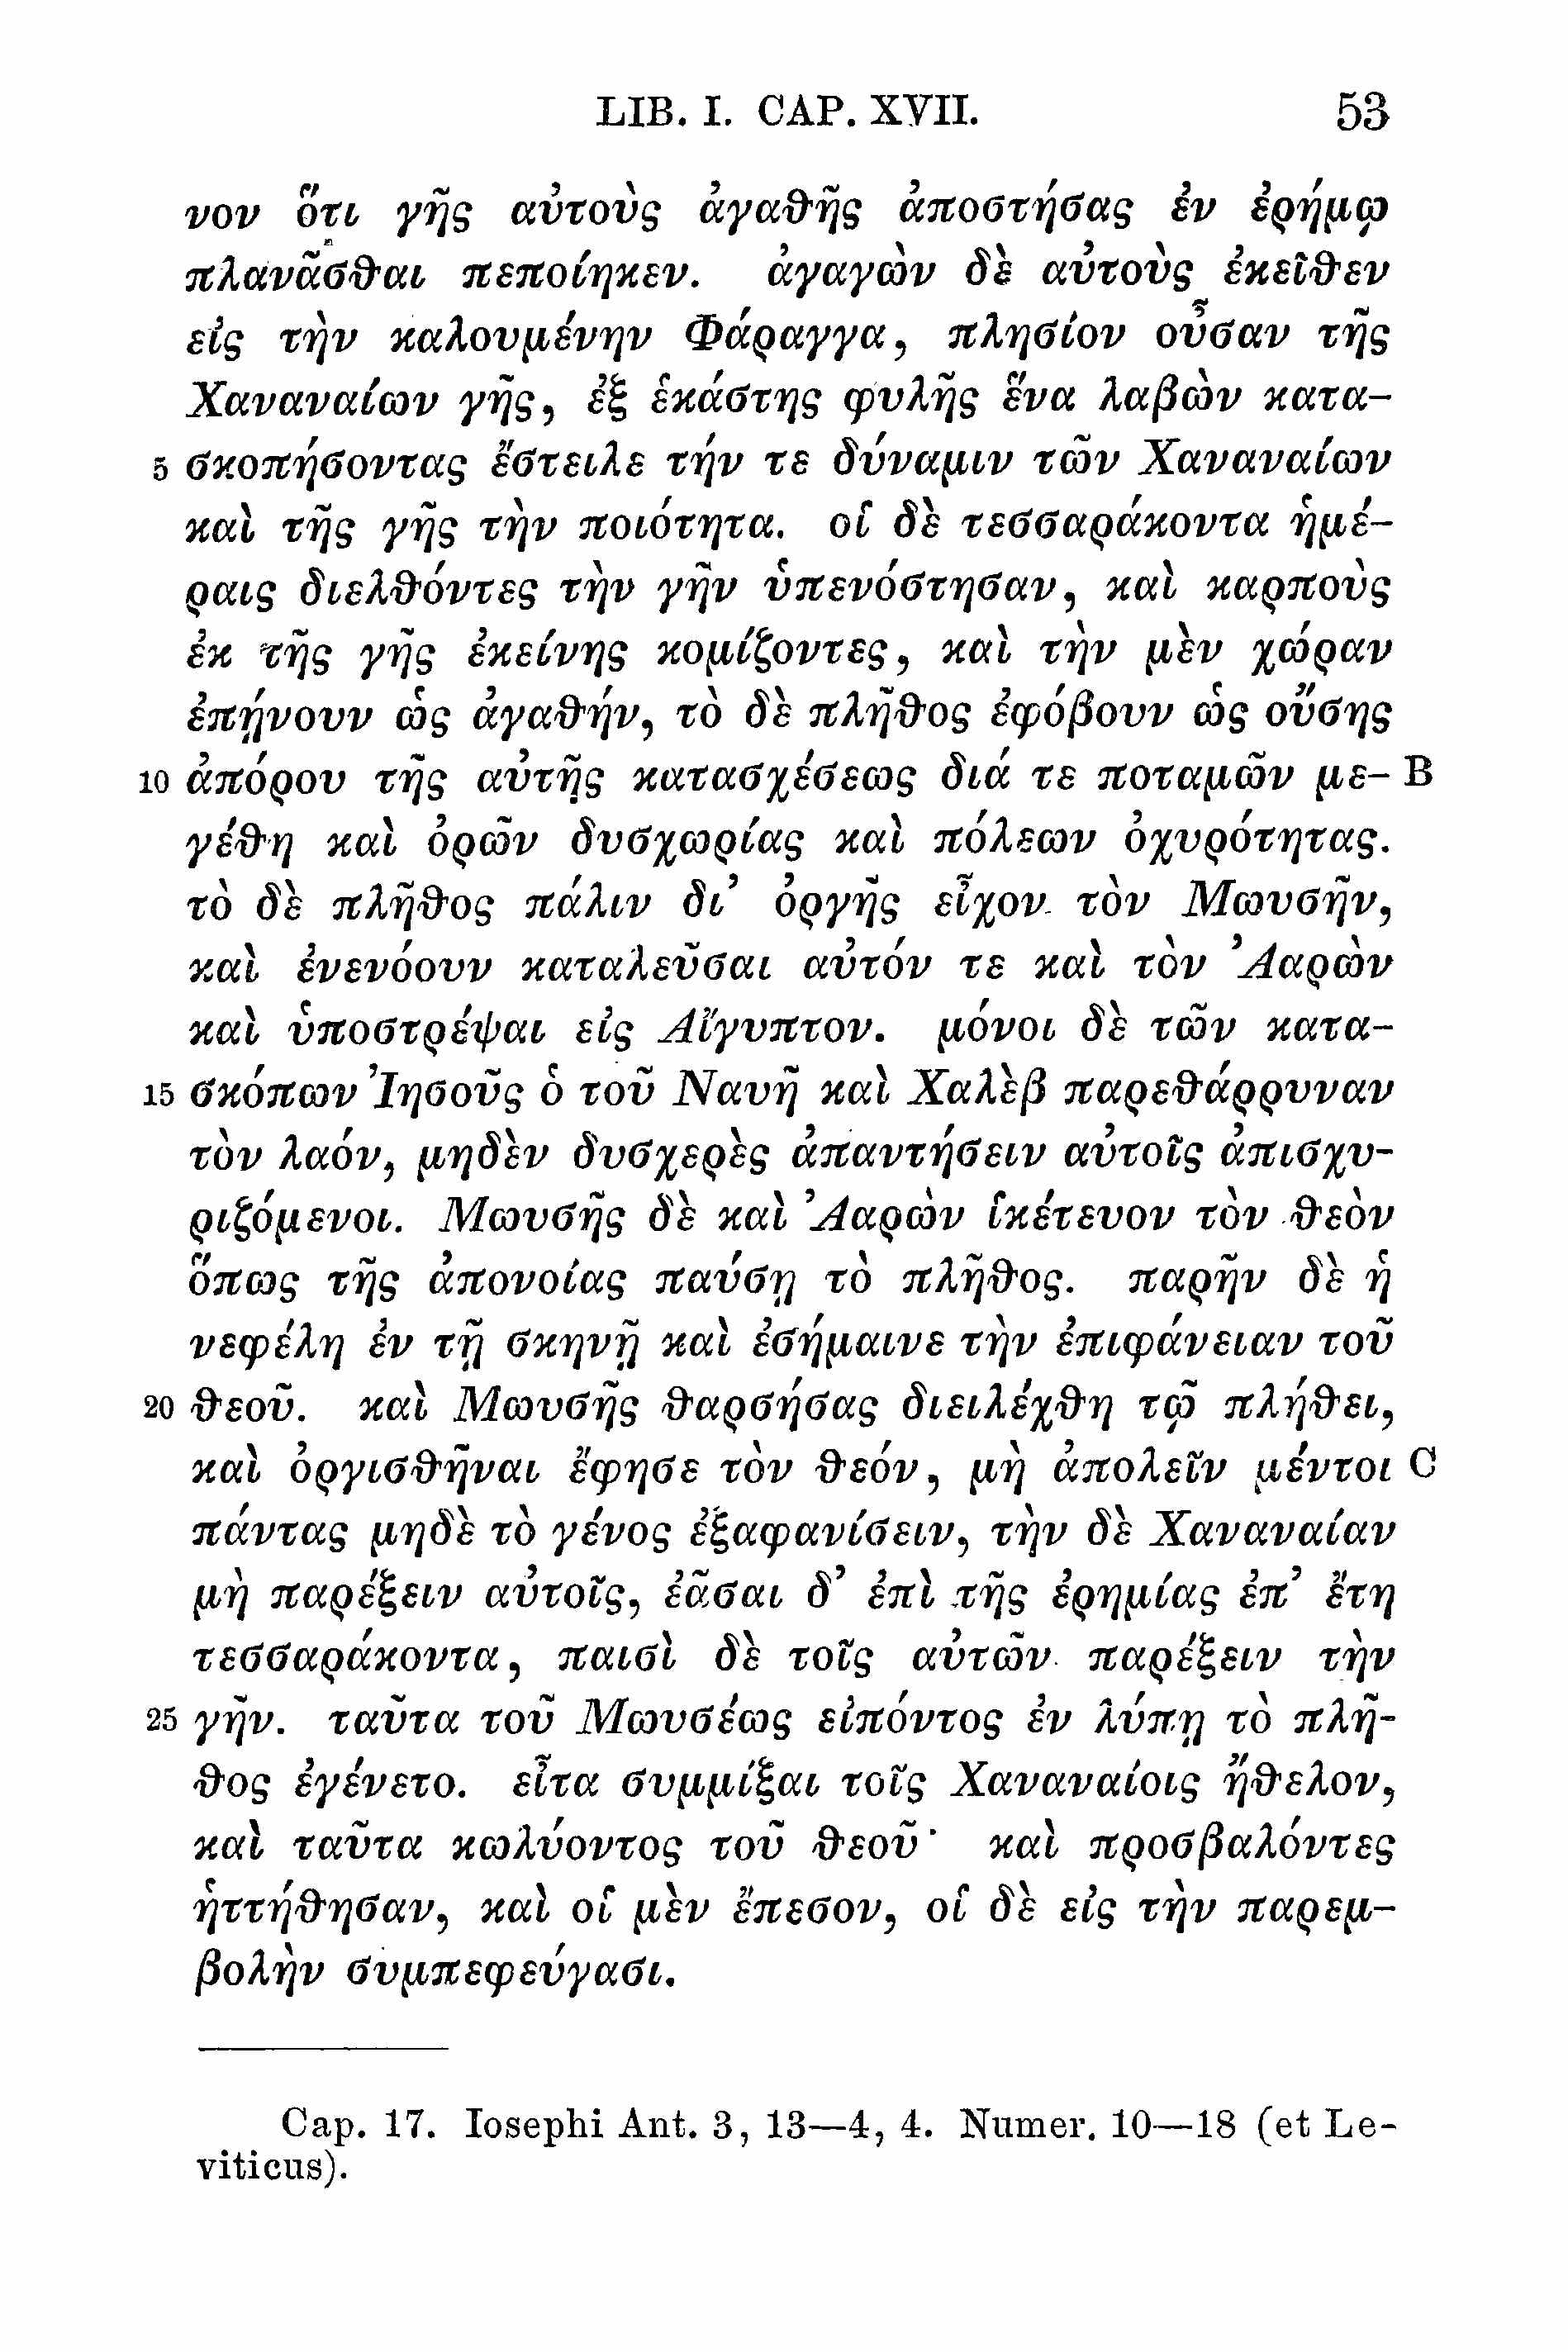 LIB. I. CAP. XVII. 53
νον ὅτι γῆς αὐτοὺς ἀγαθῆς ἀποστήσας ἐν ἐρήμῳ
πλανᾶσθαι πεποίηκεν. ἀγαγὼν δὲ αὐτοὺς ἐκεῖθεν
εἰς τὴν καλουμένην Φάραγγα, πλησίον οὖσαν τῆς
Χαναναίων γῆς, ἐξ ἑκάστης φυλῆς ἕνα λαβὼν κατα-
5 σκοπήσοντας ἔστειλε τήν τε δύναμιν τῶν Χαναναίων
καὶ τῆς γῆς τὴν ποιότητα. οἱ δὲ τεσσαράκοντα ἡμέ-
ραις διελθόντες τὴν γῆν ὑπενόστησαν, καὶ καρποὺς
ἐκ τῆς γῆς ἐκείνης κομίζοντες, καὶ τὴν μὲν χώραν
ἐπῄνουν ὡς ἀγαθήν, τὸ δὲ πλῆθος ἐφόβουν ὡς οὔσης
10 ἀπόρου τῆς αὐτῆς κατασχέσεως διά τε ποταμῶν με- B
γέθη καὶ ὀρῶν δυσχωρίας καὶ πόλεων ὀχυρότητας.
τὸ δὲ πλῆθος πάλιν δι’ ὀργῆς εἶχον τὸν Μωυσῆν,
καὶ ἐνενόουν καταλεῦσαι αὐτόν τε καὶ τὸν Ἀαρὼν
καὶ ὑποστρέψαι εἰς Αἴγυπτον. μόνοι δὲ τῶν κατα-
15 σκόπων Ἰησοῦς ὁ τοῦ Ναυῆ καὶ Χαλὲβ παρεθάρρυναν
τὸν λαόν, μηδὲν δυσχερὲς ἀπαντήσειν αὐτοῖς ἀπισχυ-
ριζόμενοι. Μωυσῆς δὲ καὶ Ἀαρὼν ἱκέτευον τὸν θεὸν
ὅπως τῆς ἀπονοίας παύσῃ τὸ πλῆθος. παρῆν δὲ ἡ
νεφέλη ἐν τῇ σκηνῇ καὶ ἐσήμαινε τὴν ἐπιφάνειαν τοῦ
20 θεοῦ. καὶ Μωυσῆς θαρσήσας διειλέχθη τῷ πλήθει,
καὶ ὀργισθῆναι ἔφησε τὸν θεόν, μὴ ἀπολεῖν μέντοι C
πάντας μηδὲ τὸ γένος ἐξαφανίσειν, τὴν δὲ Χαναναίαν
μὴ παρέξειν αὐτοῖς, ἐᾶσαι δ’ ἐπὶ τῆς ἐρημίας ἐπ’ ἔτη
τεσσαράκοντα, παισὶ δὲ τοῖς αὐτῶν παρέξειν τὴν
25 γῆν. ταῦτα τοῦ Μωυσέως εἰπόντος ἐν λύπῃ τὸ πλῆ-
θος ἐγένετο. εἶτα συμμίξαι τοῖς Χαναναίοις ἤθελον,
καὶ ταῦτα κωλύοντος τοῦ θεοῦ· καὶ προσβαλόντες
ἡττήθησαν, καὶ οἱ μὲν ἔπεσον, οἱ δὲ εἰς τὴν παρεμ-
βολὴν συμπεφεύγασι.
Cap. 17. Iosephi Ant. 3, 13—4, 4. Numer. 10—18 (et Le-
viticus).